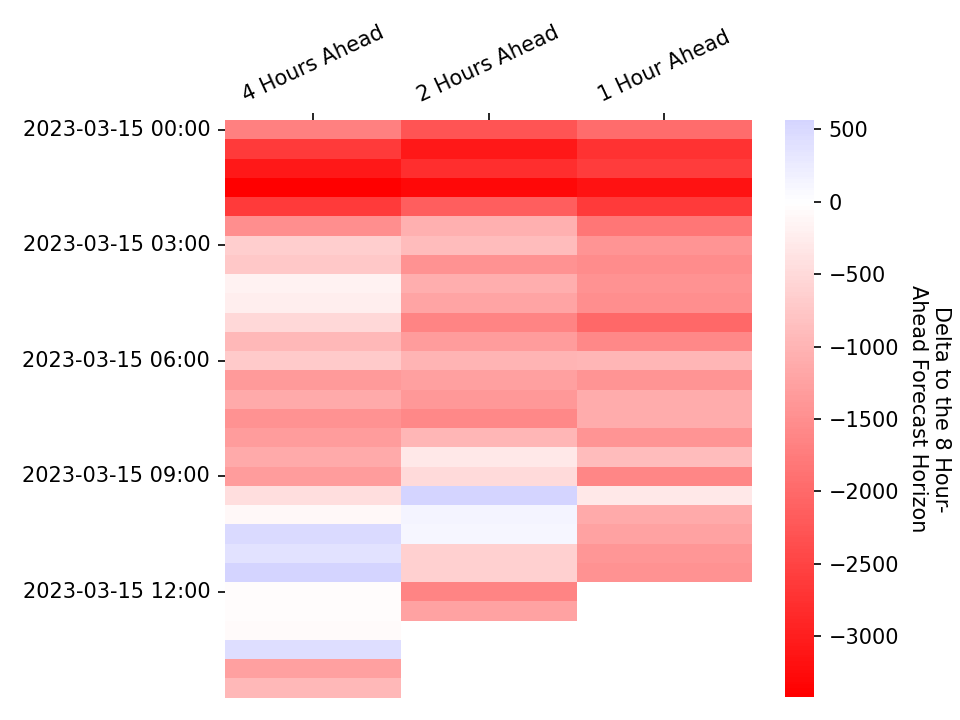 4 Hours Ahead
2 Hours Ahead
1 Hour Ahead
2023-03-15 00:00
2023-03-15 03:00
2023-03-15 06:00
2023-03-15 09:00
2023-03-15 12:00
500
0
−500
−1000
−1500
−2000
−2500
−3000
Delta to the 8 Hour-
Ahead Forecast Horizon